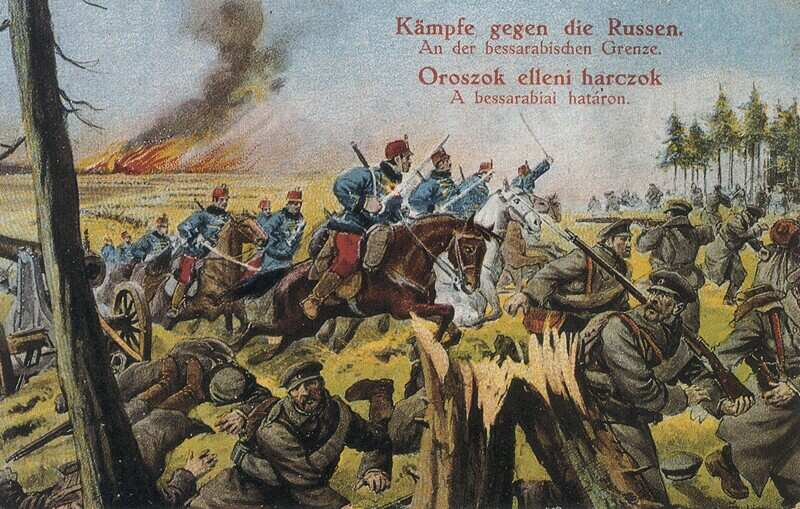 Kämpfe gegen die Russen.
An der bessarabischen Grenze.
Oroszok elleni harczok
A bessarabiai határon.